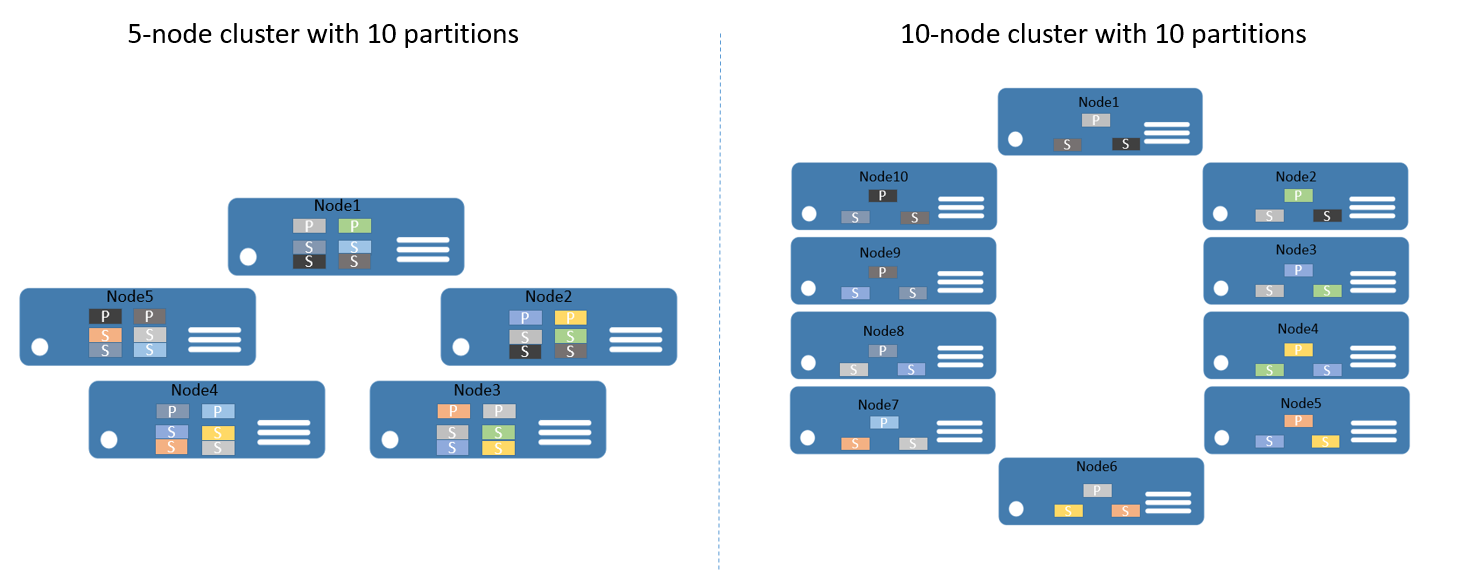 5-node cluster with 10 partitions
Node1
P P
S S
S S
Node5
P P
S S
S S
Node2
P P
S S
S S
Node4
P P
S S
S S
Node3
P P
S S
S S
10-node cluster with 10 partitions
Node1
P
S S
Node10
P
S S
Node2
P
S S
Node9
P
S S
Node3
P
S S
Node8
P
S S
Node4
P
S S
Node7
P
S S
Node5
P
S S
Node6
P
S S